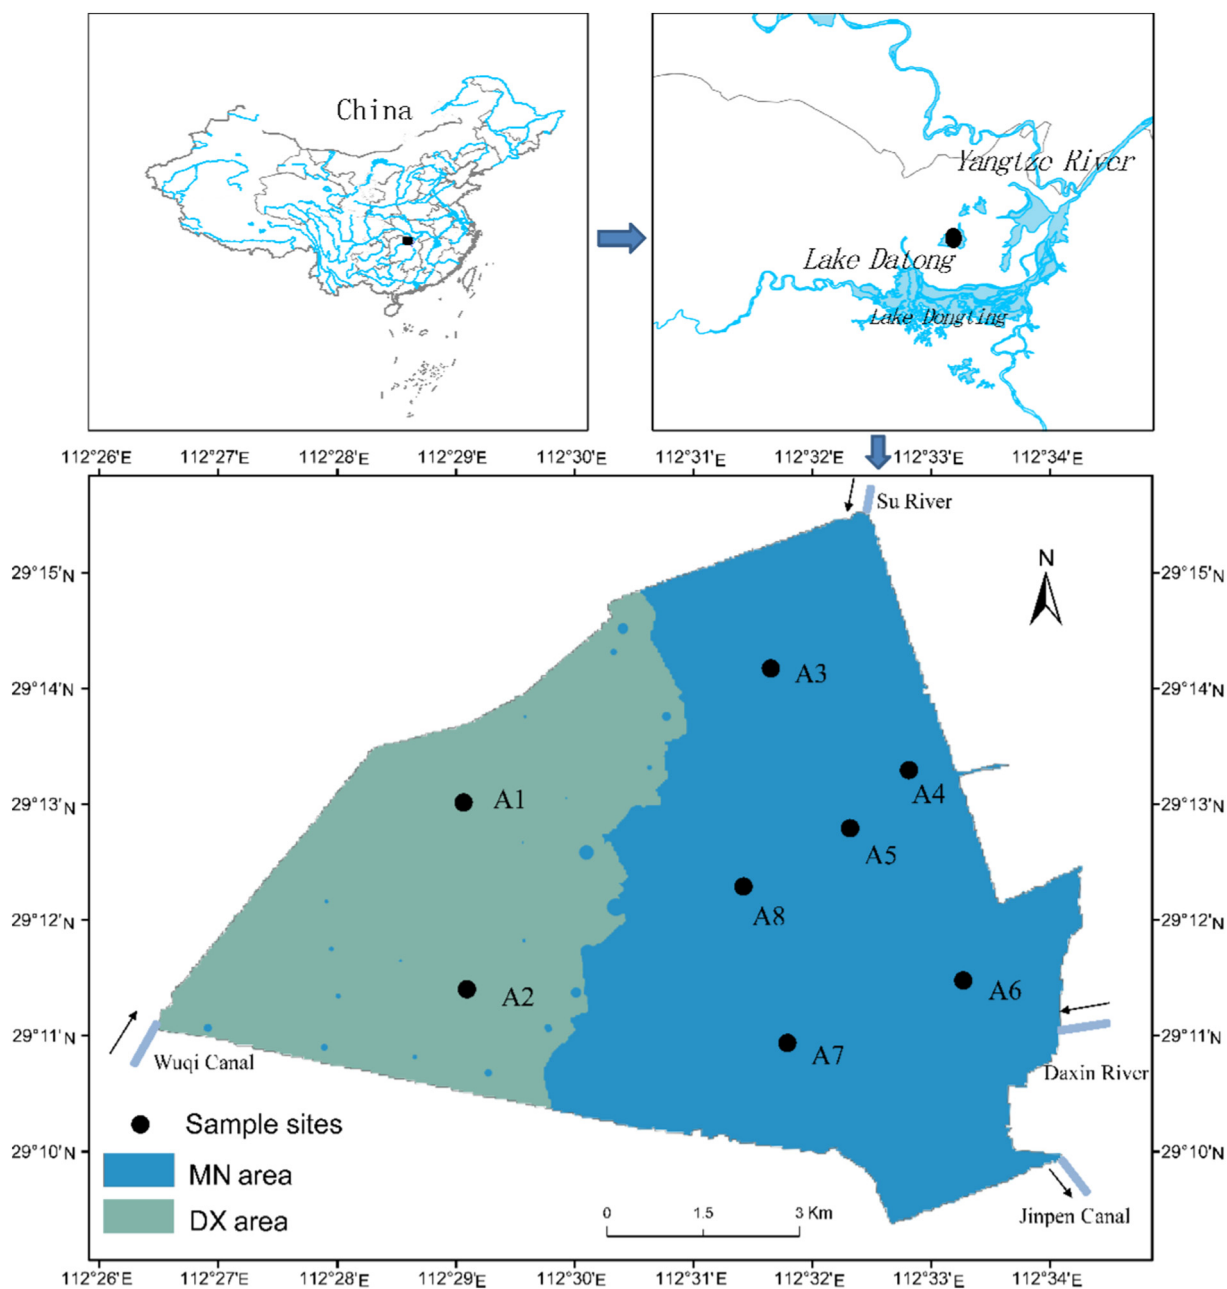 China
Yangtze River
Lake Datong
Lake Dongting
112°26′E 112°27′E 112°28′E 112°29′E 112°30′E 112°31′E 112°32′E 112°33′E 112°34′E
Su River
N
29°15′N 29°15′N
A3
29°14′N 29°14′N
A4
A1
29°13′N 29°13′N
A5
A8
29°12′N 29°12′N
A6
A2
29°11′N 29°11′N
A7
Wuqi Canal
Daxin River
Sample sites
29°10′N 29°10′N
MN area
DX area
0 1.5 3 Km
Jinpen Canal
112°26′E 112°27′E 112°28′E 112°29′E 112°30′E 112°31′E 112°32′E 112°33′E 112°34′E